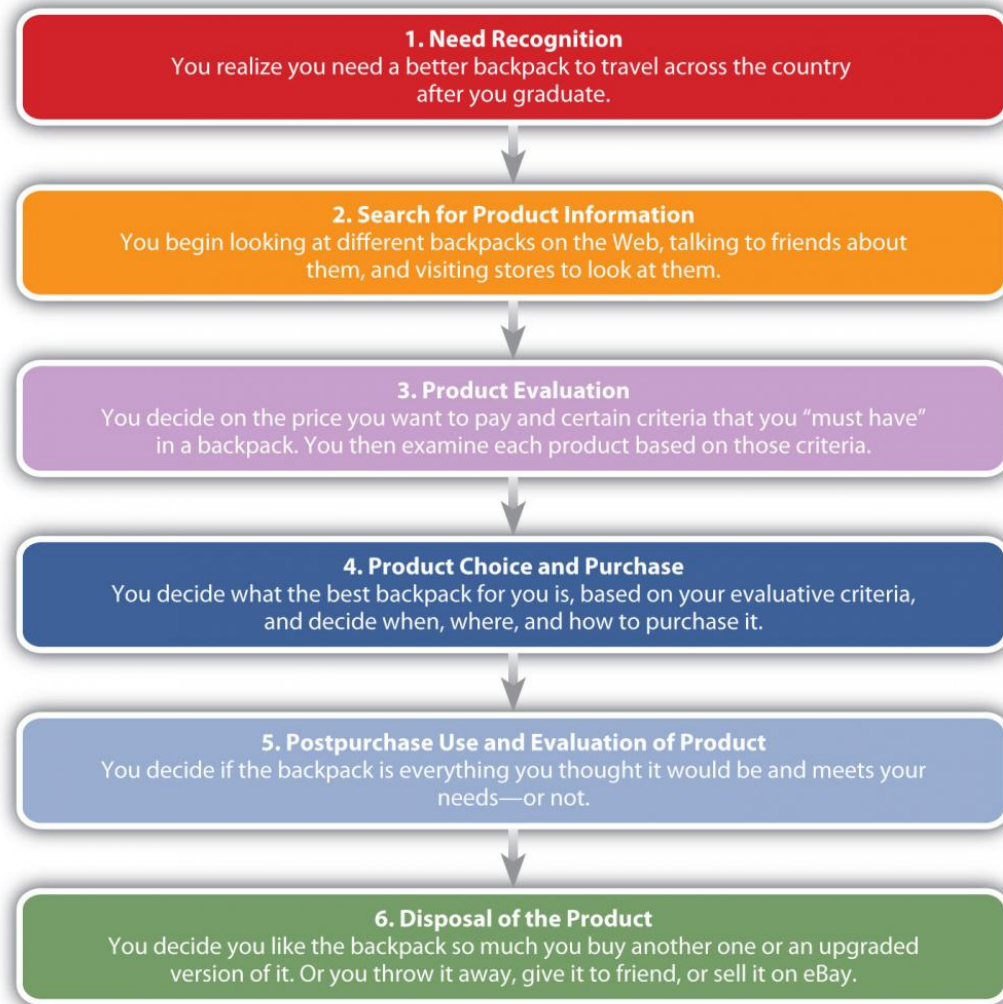 1. Need Recognition
You realize you need a better backpack to travel across the country
after you graduate.
2. Search for Product Information
You begin looking at different backpacks on the Web, talking to friends about
them, and visiting stores to look at them.
3. Product Evaluation
You decide on the price you want to pay and certain criteria that you “must have”
in a backpack. You then examine each product based on those criteria.
4. Product Choice and Purchase
You decide what the best backpack for you is, based on your evaluative criteria,
and decide when, where, and how to purchase it.
5. Postpurchase Use and Evaluation of Product
You decide if the backpack is everything you thought it would be and meets your
needs—or not.
6. Disposal of the Product
You decide you like the backpack so much you buy another one or an upgraded
version of it. Or you throw it away, give it to friend, or sell it on eBay.